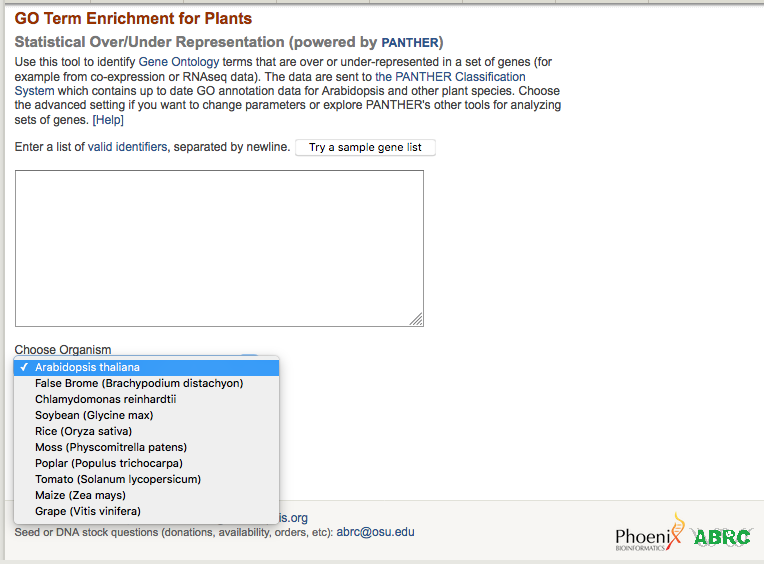 GO Term Enrichment for Plants
Statistical Over/Under Representation (powered by PANTHER)
Use this tool to identify Gene Ontology terms that are over or under-represented in a set of genes (for
example from co-expression or RNAseq data). The data are sent to the PANTHER Classification
System which contains up to date GO annotation data for Arabidopsis and other plant species. Choose
the advanced setting if you want to change parameters or explore PANTHER's other tools for analyzing
sets of genes. [Help]
Enter a list of valid identifiers, separated by newline. Try a sample gene list
Choose Organism
✓ Arabidopsis thaliana
False Brome (Brachypodium distachyon)
Chlamydomonas reinhardtii
Soybean (Glycine max)
Rice (Oryza sativa)
Moss (Physcomitrella patens)
Poplar (Populus trichocarpa)
Tomato (Solanum lycopersicum)
Maize (Zea mays)
Grape (Vitis vinifera)
is.org
Seed or DNA stock questions (donations, availability, orders, etc): abrc@osu.edu
Phoenix
BIOINFORMATICS
ABRC